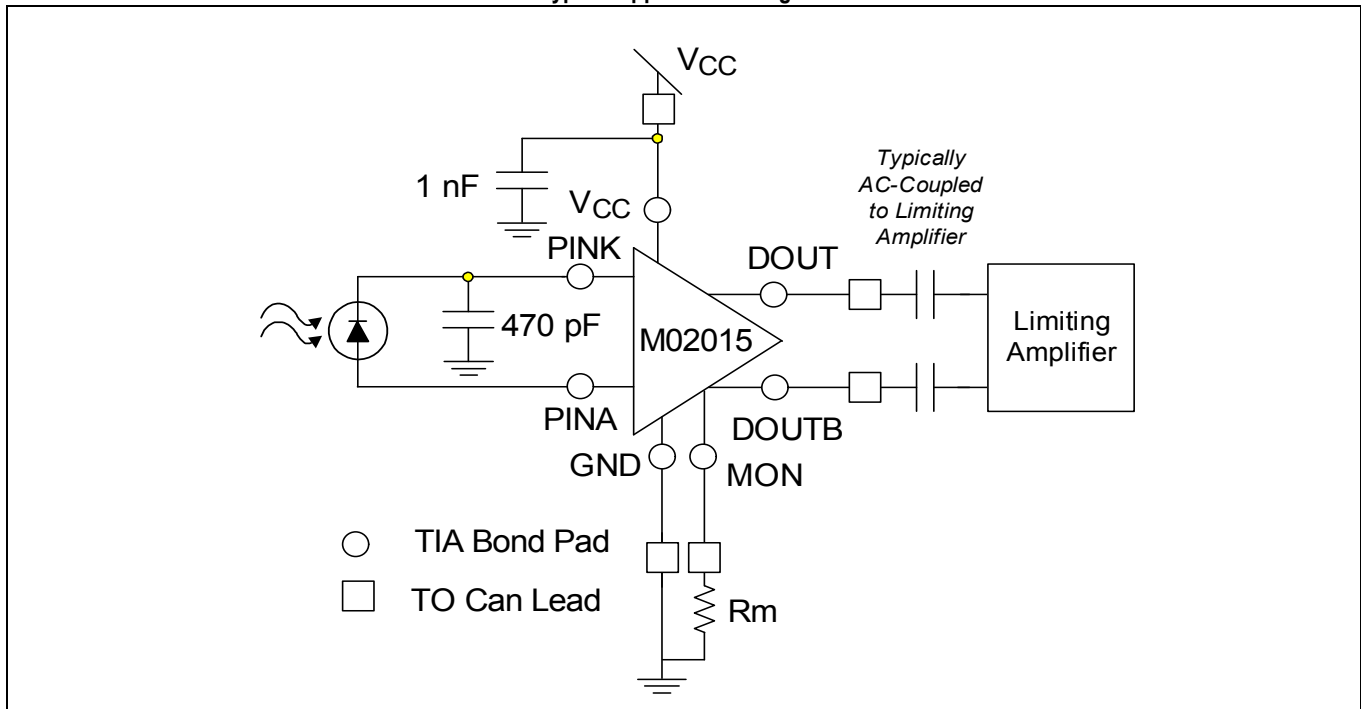 VCC
1 nF
VCC
Typically
AC-Coupled
to Limiting
Amplifier
PINK
DOUT
470 pF
M02015
Limiting
Amplifier
PINA
DOUTB
GND
MON
TIA Bond Pad
TO Can Lead
Rm